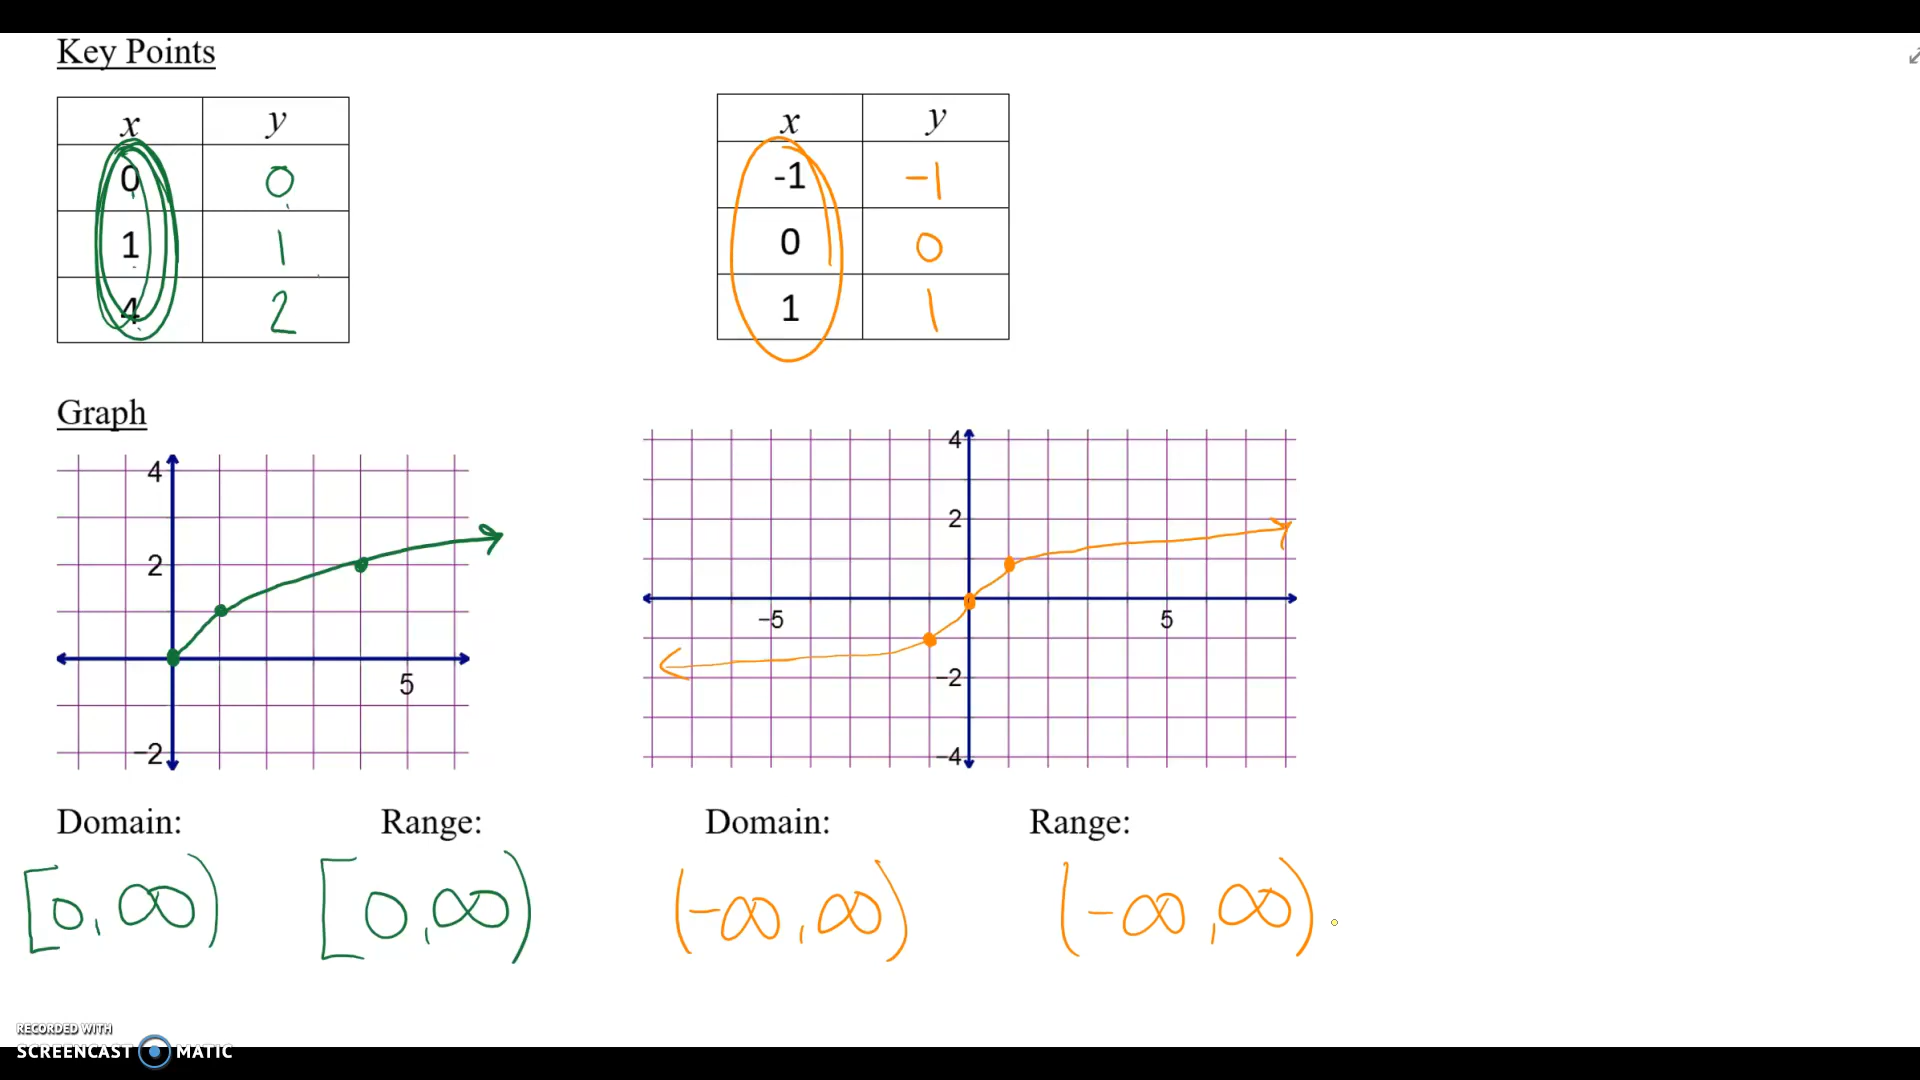 Key Points
x y
0 0
1 1
4 2
x y
-1 -1
0 0
1 1
Graph
4
2
5
−2
4
2
−5 5
−2
−4
Domain: Range:
[0, ∞) [0, ∞)
Domain: Range:
(-∞, ∞) (-∞, ∞)
RECORDED WITH
SCREENCAST MATIC